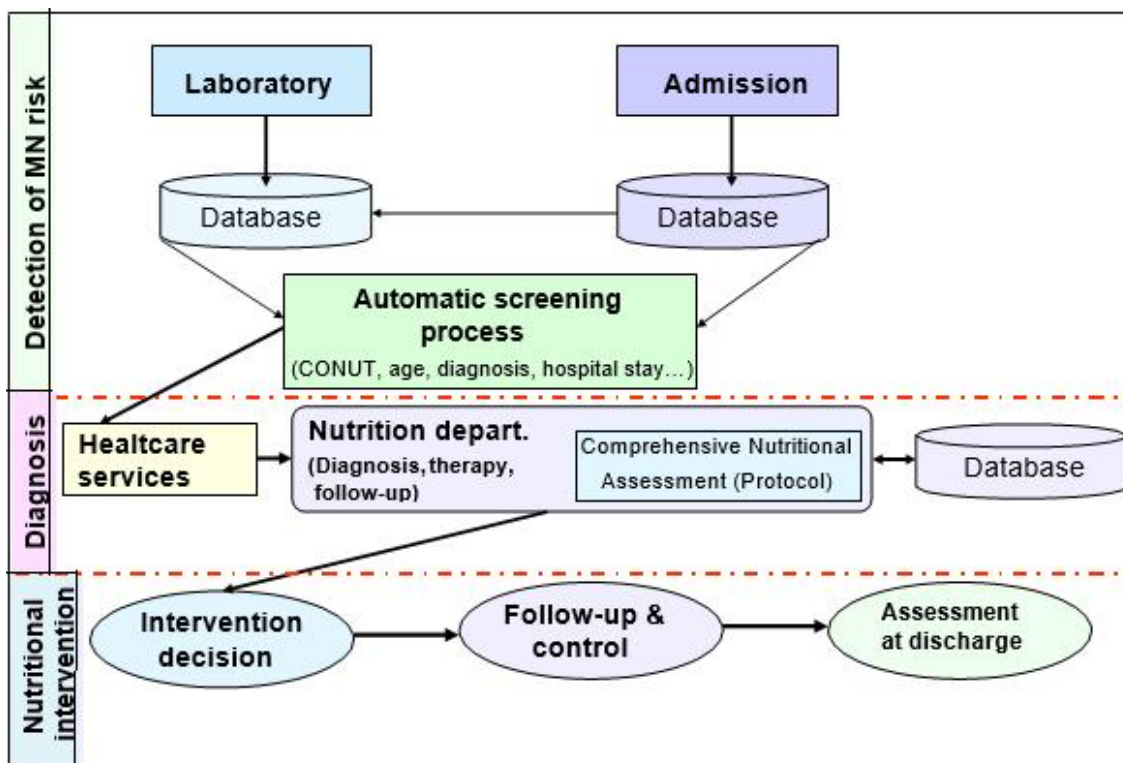 Detection of MN risk
Laboratory
Admission
Database
Database
Automatic screening
process
(CONUT, age, diagnosis, hospital stay...)
Diagnosis
Healtcare
services
Nutrition depart.
(Diagnosis, therapy,
follow-up)
Comprehensive Nutritional
Assessment (Protocol)
Database
Nutritional
intervention
Intervention
decision
Follow-up &
control
Assessment
at discharge